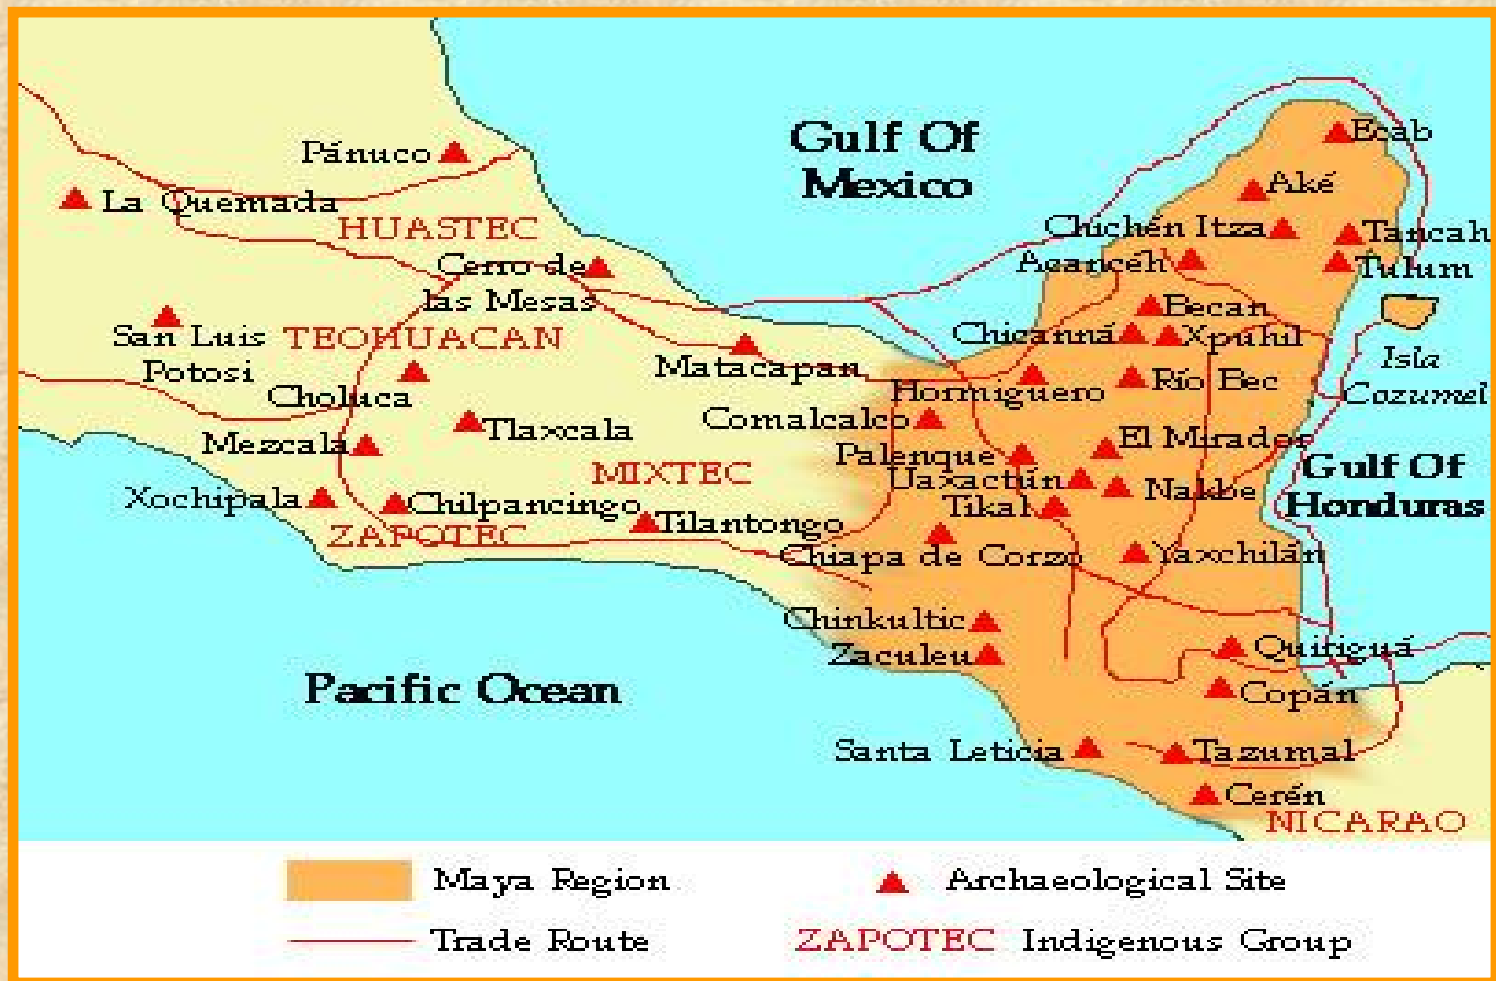 Gulf Of
Mexico
Ecab
Pánuco
Aké
La Quemada
HUASTEC
Chichén Itza
Tancah
Cerro de
las Mesas
Acancéh
Tulum
Becan
San Luis
Potosi
TEOHUACAN
Chicanná
Xpuhil
Isla
Cozumel
Matacapan
Choluca
Hormiguero
Río Bec
Comalcalco
Tlaxcala
Mezcala
El Mirador
Palenque
MIXTEC
Gulf Of
Honduras
Uaxactún
Nakbe
Xochipala
Chilpancingo
Tikal
Tilantongo
ZAPOTEC
Chiapa de Corzo
Yaxchilán
Chinkultic
Zaculeu
Quiriguá
Pacific Ocean
Copán
Santa Leticia
Tazumal
Cerén
NICARAO
Maya Region
Archaeological Site
Trade Route
ZAPOTEC Indigenous Group